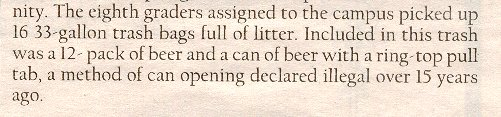 nity. The eighth graders assigned to the campus picked up
16 33-gallon trash bags full of litter. Included in this trash
was a 12- pack of beer and a can of beer with a ring-top pull
tab, a method of can opening declared illegal over 15 years
ago.